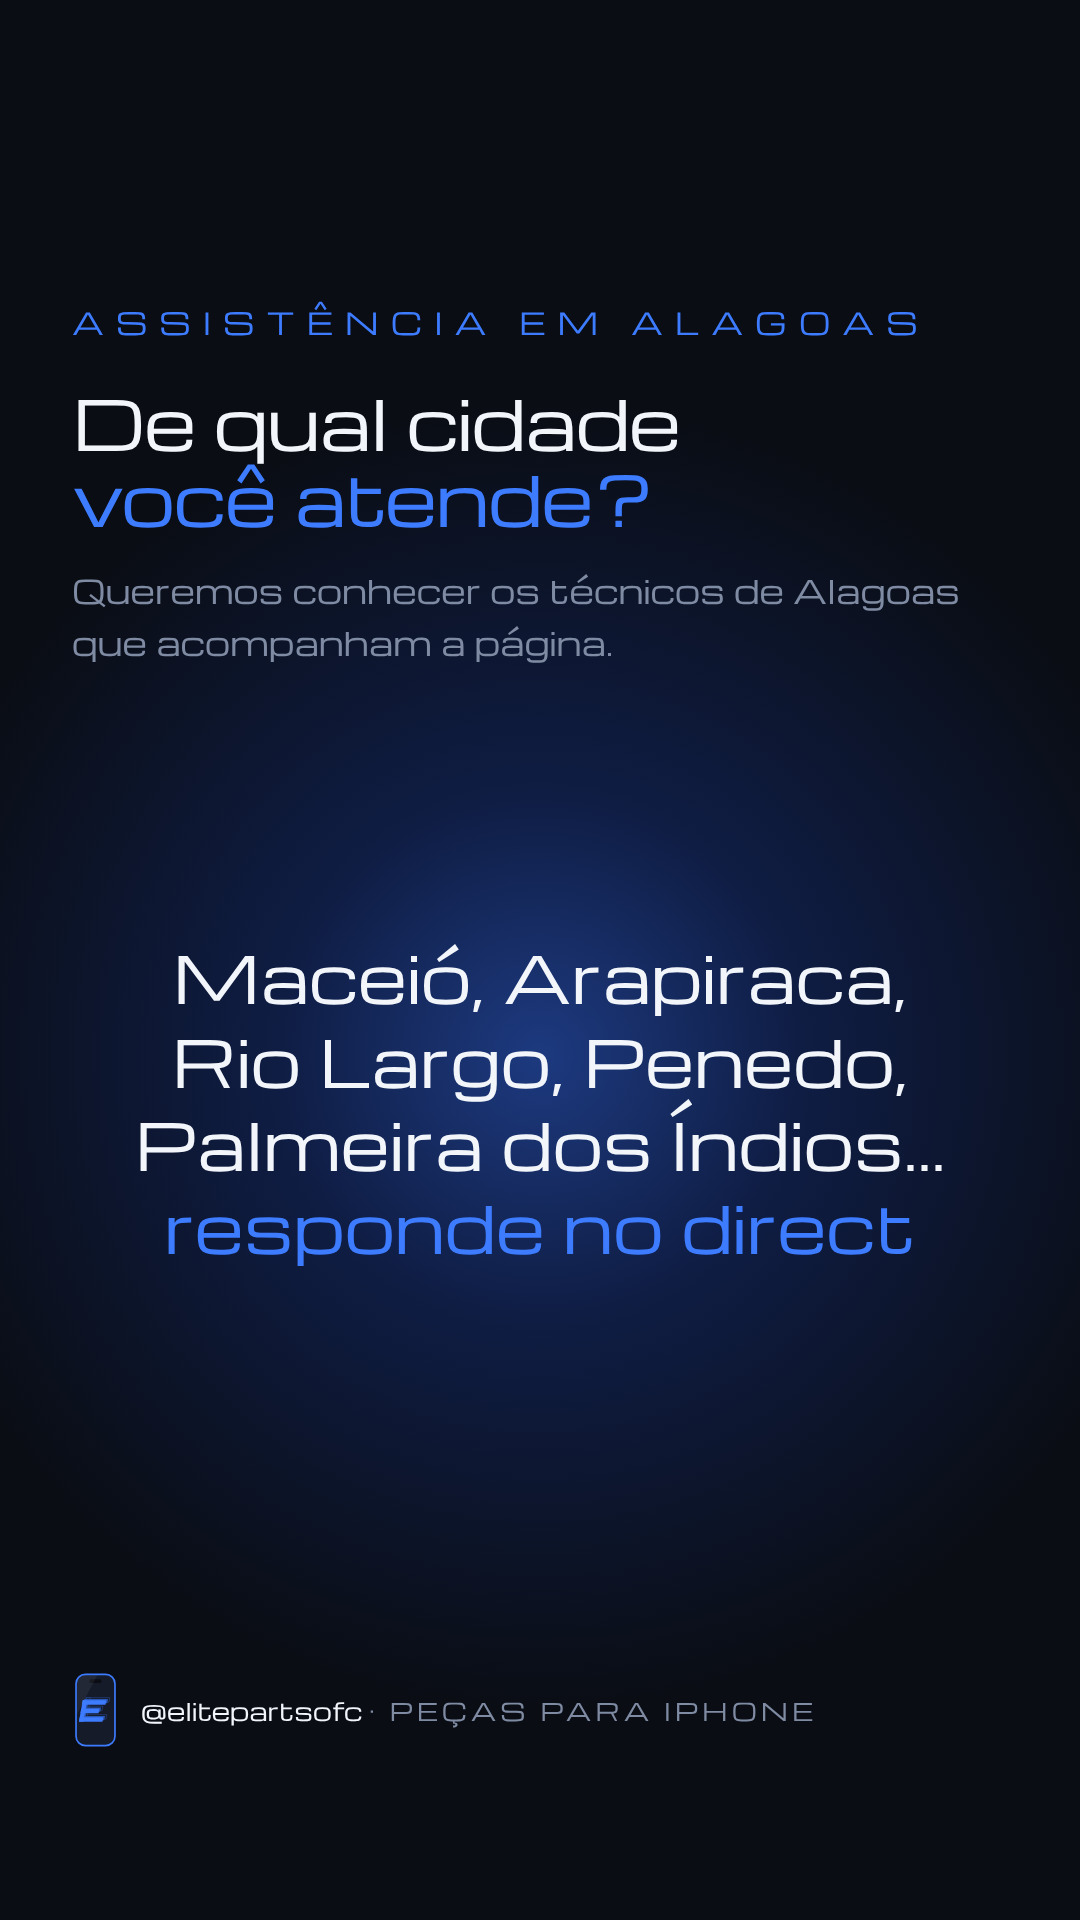 ASSISTÊNCIA EM ALAGOAS
De qual cidade
você atende?
Queremos conhecer os técnicos de Alagoas
que acompanham a página.
Maceió, Arapiraca,
Rio Largo, Penedo,
Palmeira dos Índios...
responde no direct
E
@elitepartsofc · PEÇAS PARA IPHONE